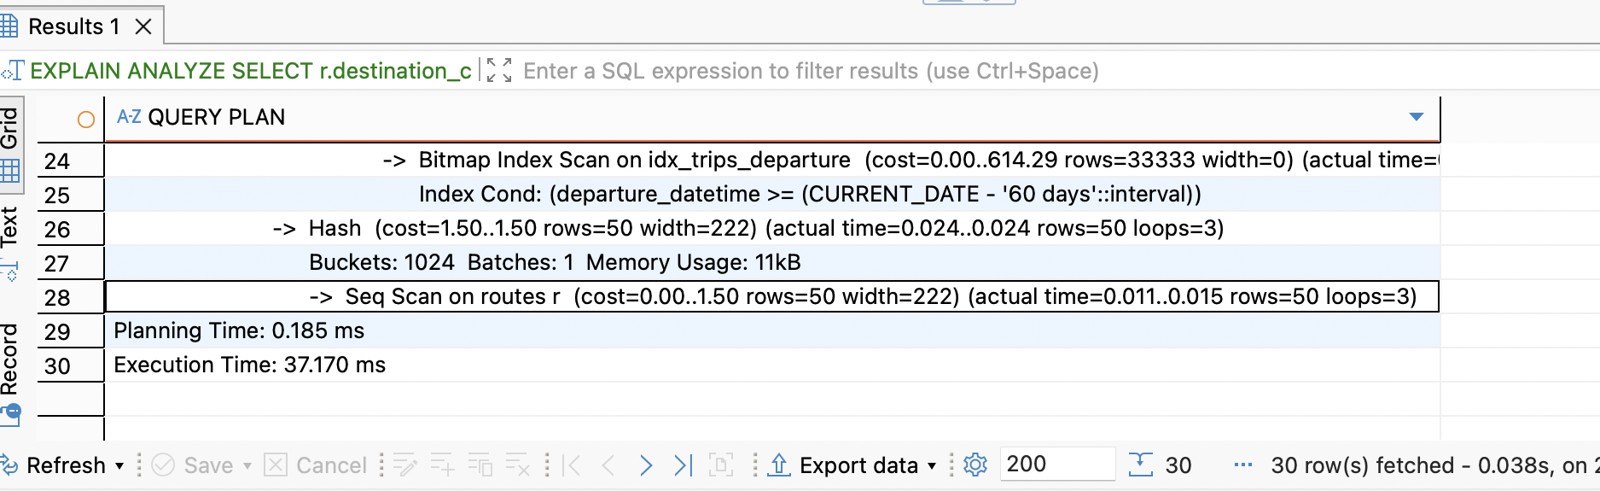 Results 1
EXPLAIN ANALYZE SELECT r.destination_c Enter a SQL expression to filter results (use Ctrl+Space)
Grid
Text
Record
A-Z QUERY PLAN
24 -> Bitmap Index Scan on idx_trips_departure (cost=0.00..614.29 rows=33333 width=0) (actual time=
25 Index Cond: (departure_datetime >= (CURRENT_DATE - '60 days'::interval))
26 -> Hash (cost=1.50..1.50 rows=50 width=222) (actual time=0.024..0.024 rows=50 loops=3)
27 Buckets: 1024 Batches: 1 Memory Usage: 11kB
28 -> Seq Scan on routes r (cost=0.00..1.50 rows=50 width=222) (actual time=0.011..0.015 rows=50 loops=3)
29 Planning Time: 0.185 ms
30 Execution Time: 37.170 ms
Refresh Save Cancel Export data 200 30 ... 30 row(s) fetched - 0.038s, on